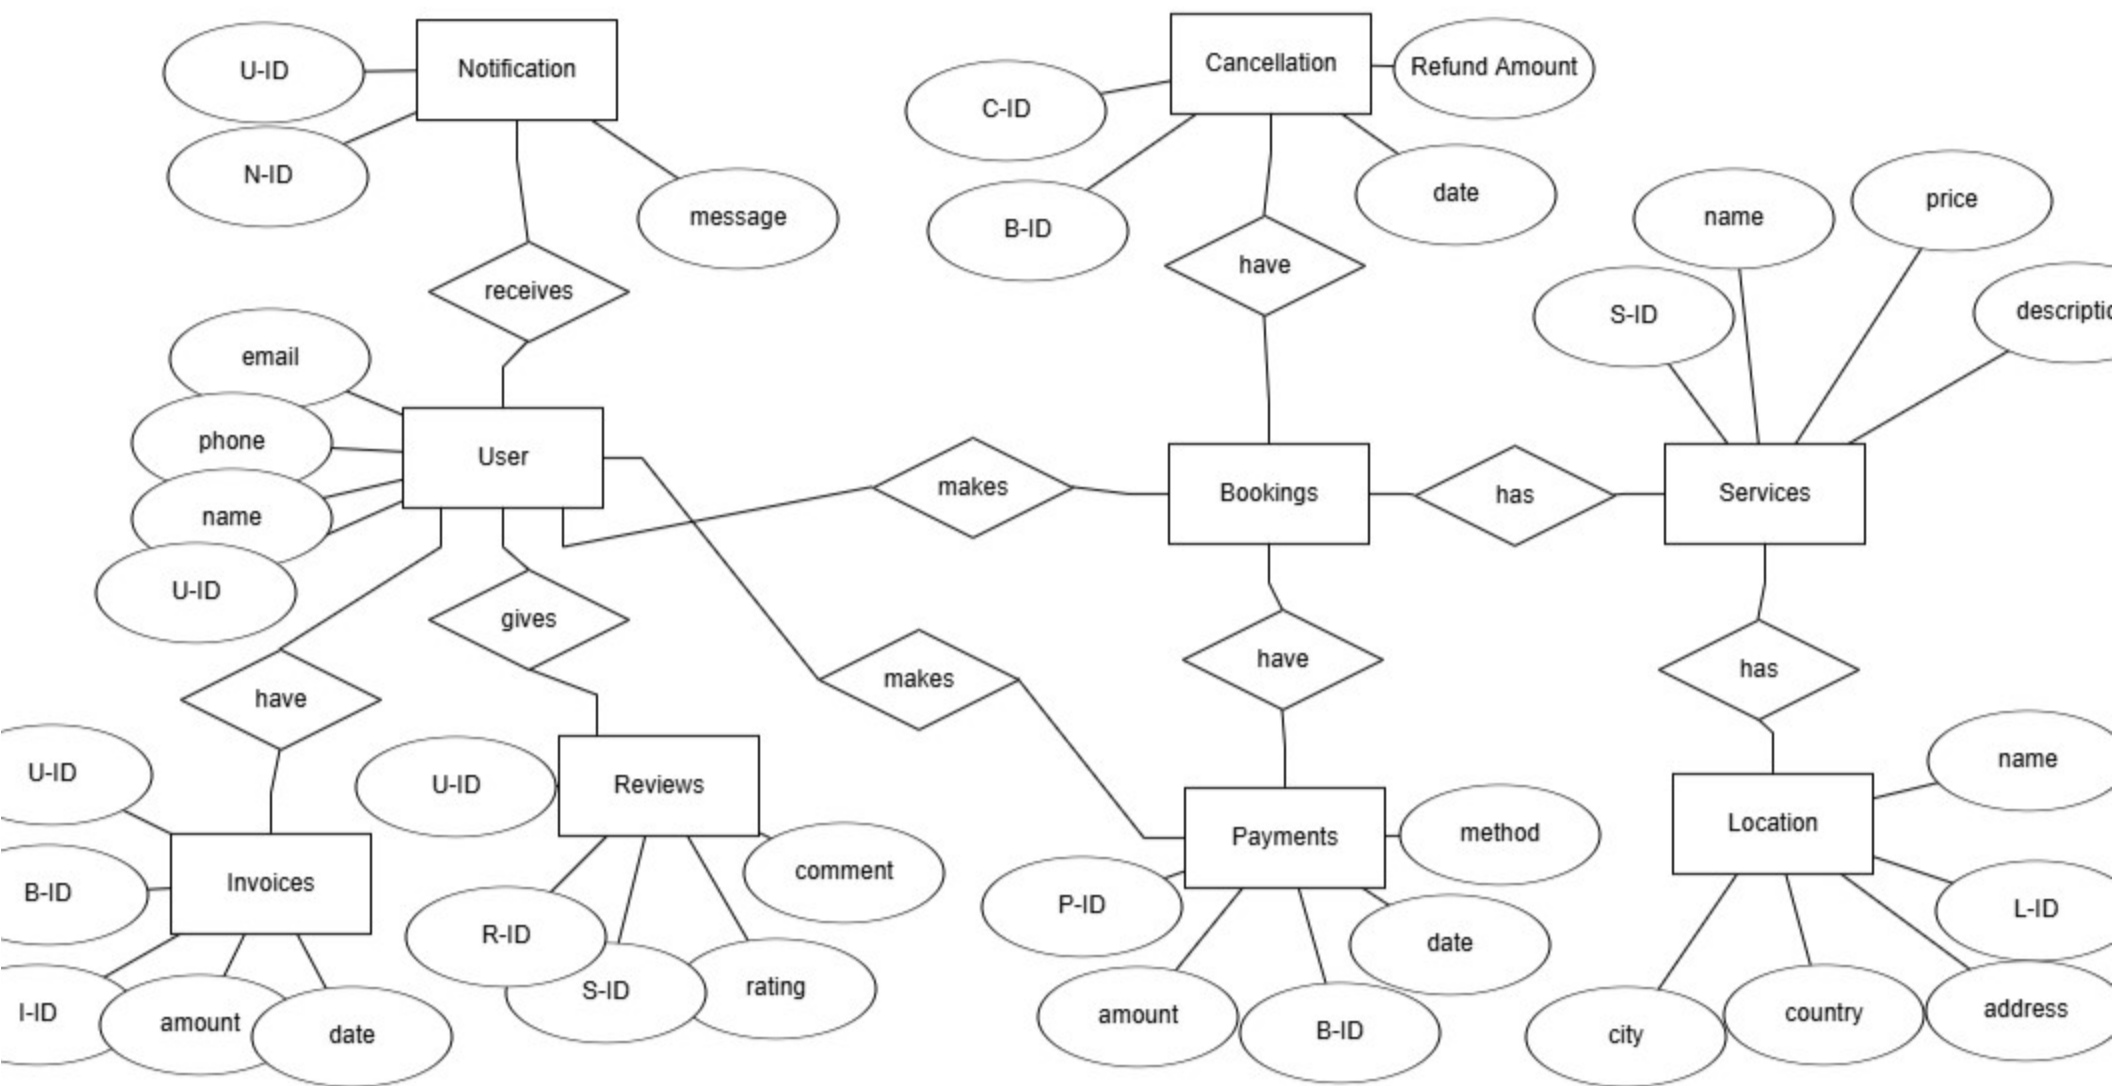 Notification
U-ID
N-ID
message
receives
Cancellation
Refund Amount
C-ID
B-ID
date
have
name
price
S-ID
descriptio
email
phone
name
U-ID
User
makes
Bookings
has
Services
gives
have
makes
have
has
U-ID
B-ID
I-ID
amount
date
Invoices
U-ID
Reviews
comment
R-ID
S-ID
rating
Payments
method
P-ID
date
amount
B-ID
Location
name
L-ID
address
country
city